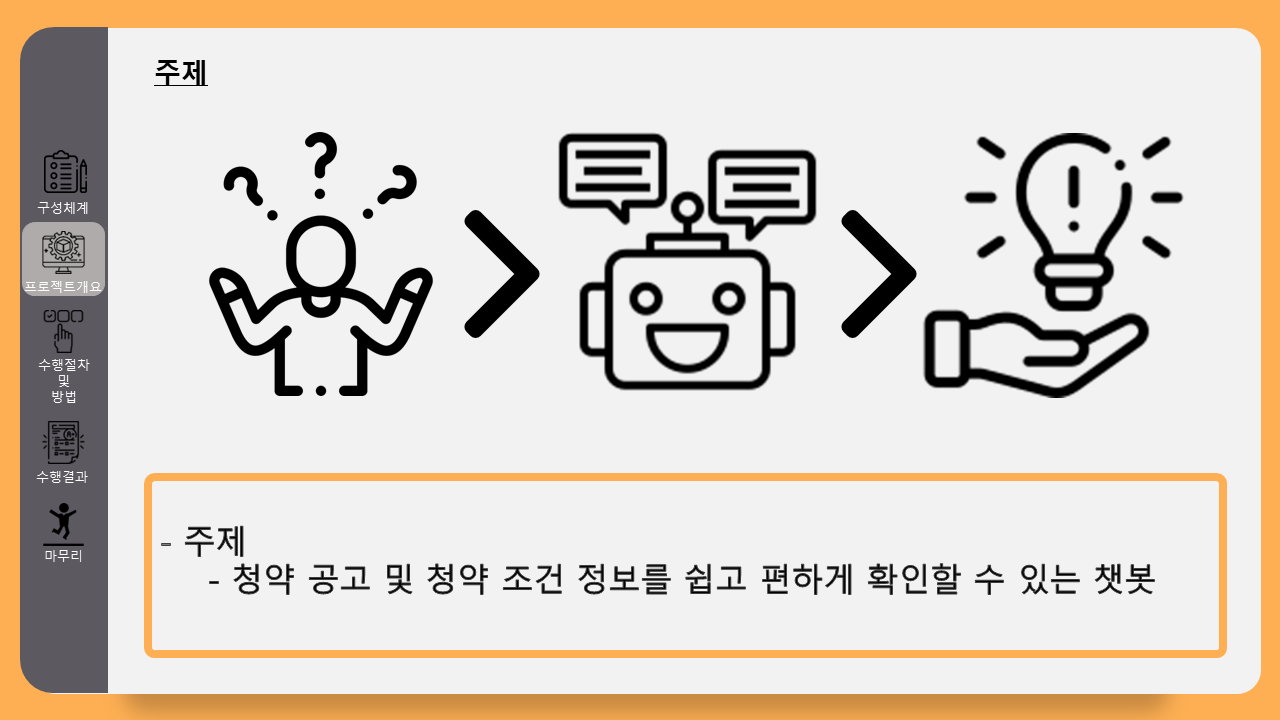 주제
구성체계
프로젝트개요
수행절차
및
방법
수행결과
마무리
- 주제
- 청약 공고 및 청약 조건 정보를 쉽고 편하게 확인할 수 있는 챗봇